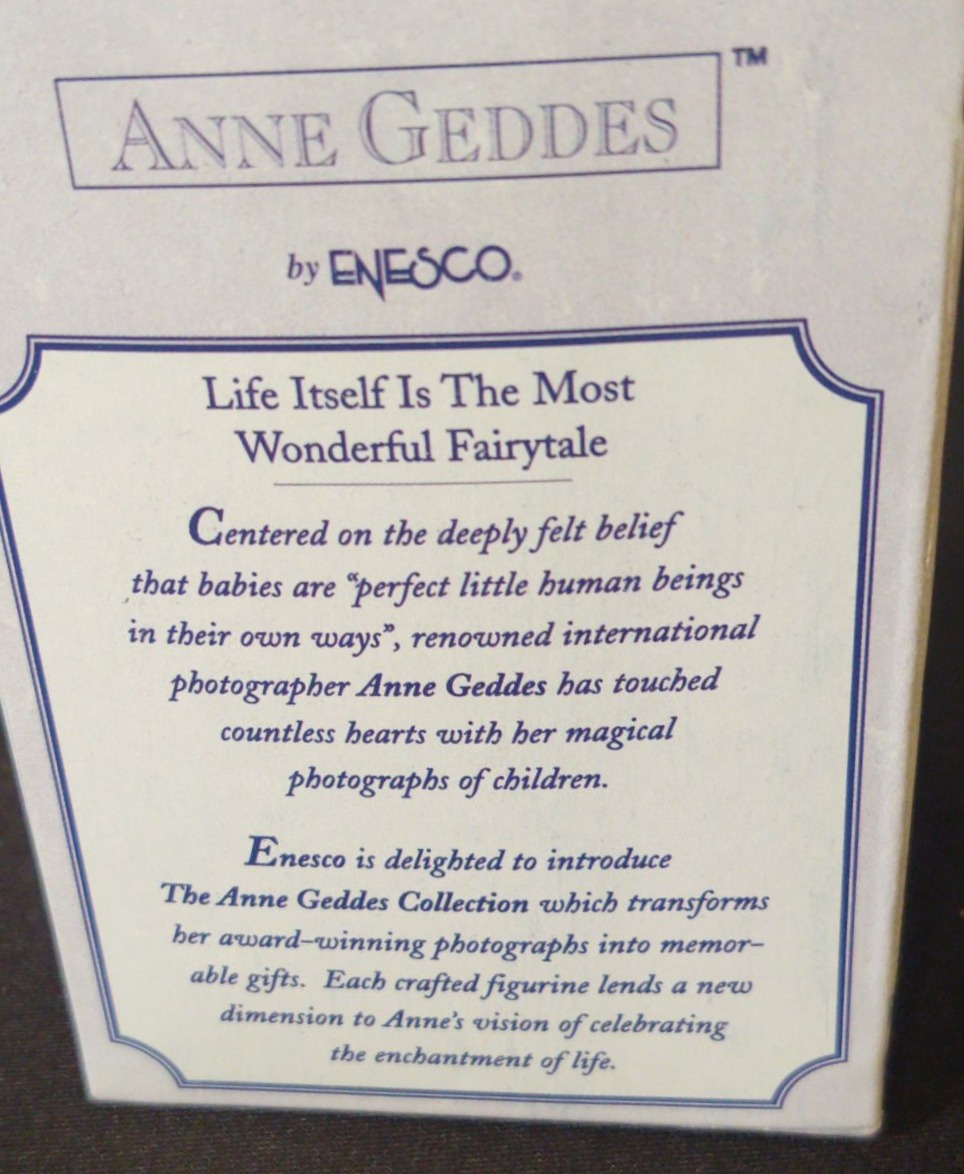 ANNE GEDDES™
by ENESCO®
Life Itself Is The Most
Wonderful Fairytale
Centered on the deeply felt belief
that babies are “perfect little human beings
in their own ways”, renowned international
photographer Anne Geddes has touched
countless hearts with her magical
photographs of children.
Enesco is delighted to introduce
The Anne Geddes Collection which transforms
her award-winning photographs into memor-
able gifts. Each crafted figurine lends a new
dimension to Anne's vision of celebrating
the enchantment of life.